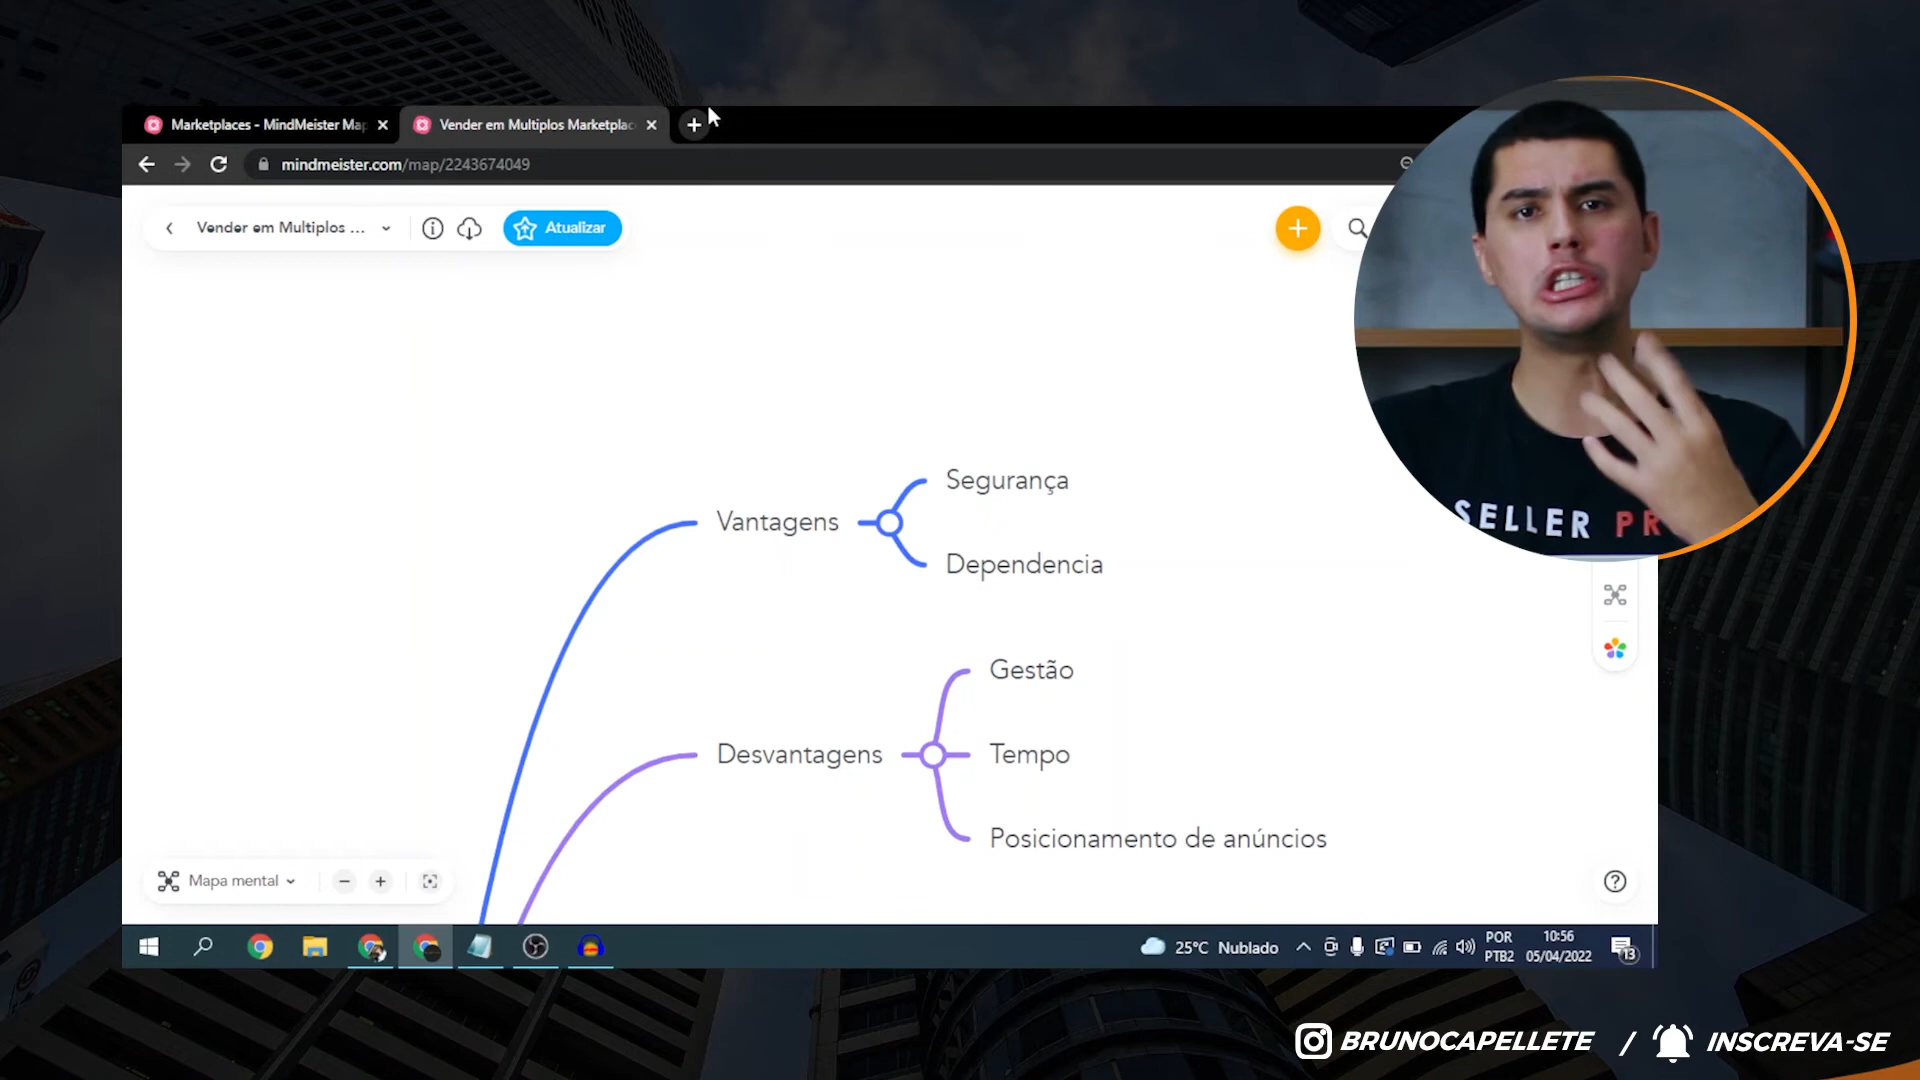 Marketplaces - MindMeister Ma
Vender em Multiplos Marketplac
mindmeister.com/map/2243674049
Vender em Multiplos ...
Atualizar
SELLER PR
Vantagens
Segurança
Dependencia
Desvantagens
Gestão
Tempo
Posicionamento de anúncios
Mapa mental
25°C Nublado
POR
PTB2
10:56
05/04/2022
13
BRUNOCAPELLETE / INSCREVA-SE